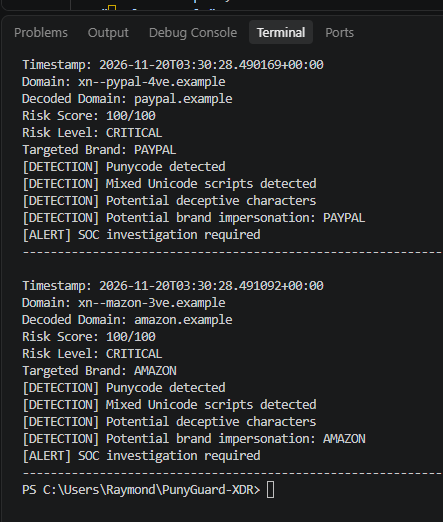 Problems Output Debug Console Terminal Ports
Timestamp: 2026-11-20T03:30:28.490169+00:00
Domain: xn--pypal-4ve.example
Decoded Domain: pаypal.example
Risk Score: 100/100
Risk Level: CRITICAL
Targeted Brand: PAYPAL
[DETECTION] Punycode detected
[DETECTION] Mixed Unicode scripts detected
[DETECTION] Potential deceptive characters
[DETECTION] Potential brand impersonation: PAYPAL
[ALERT] SOC investigation required
------------------------------------------------------------
Timestamp: 2026-11-20T03:30:28.491092+00:00
Domain: xn--mazon-3ve.example
Decoded Domain: аmazon.example
Risk Score: 100/100
Risk Level: CRITICAL
Targeted Brand: AMAZON
[DETECTION] Punycode detected
[DETECTION] Mixed Unicode scripts detected
[DETECTION] Potential deceptive characters
[DETECTION] Potential brand impersonation: AMAZON
[ALERT] SOC investigation required
------------------------------------------------------------
PS C:\Users\Raymond\PunyGuard-XDR>